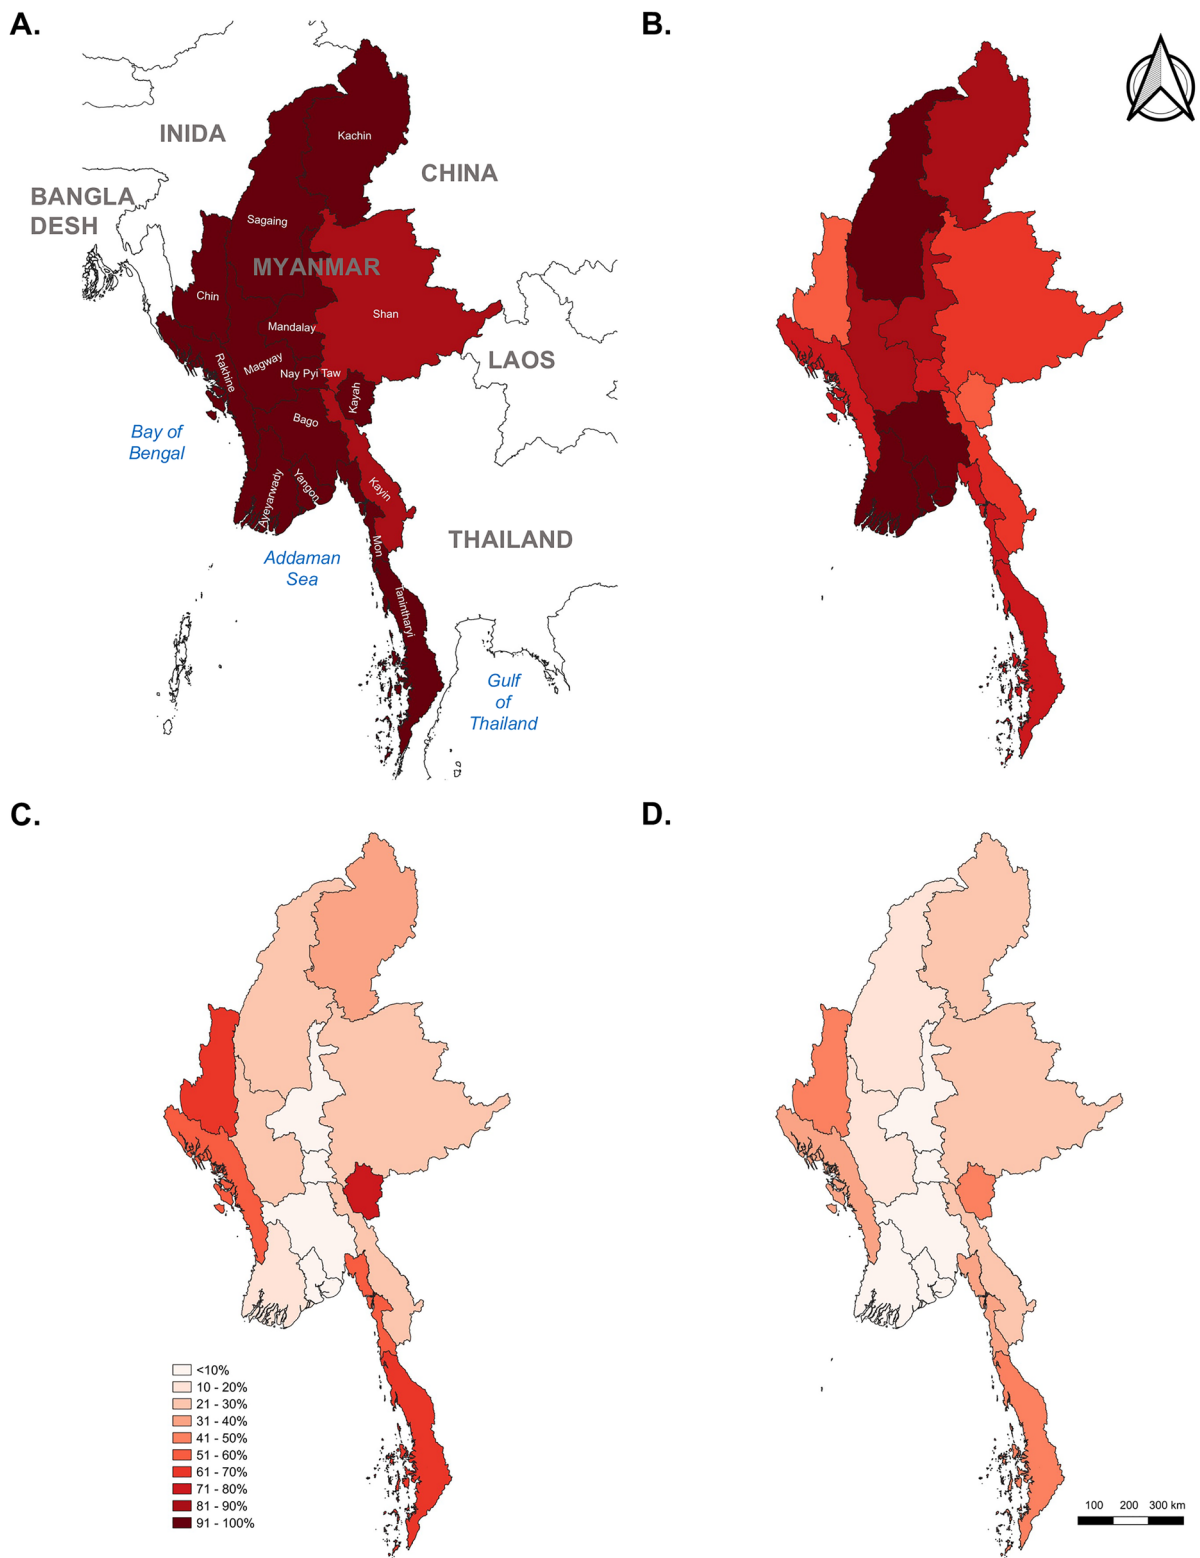 A.
B.
INIDA
Kachin
CHINA
BANGLA
DESH
Sagaing
MYANMAR
Chin
Shan
Mandalay
Rakhine
Magway
Nay Pyi Taw
LAOS
Kayah
Bago
Bay of
Bengal
Ayeyarwady
Yangon
Kayin
Mon
THAILAND
Addaman
Sea
Tanintharyi
Gulf
of
Thailand
C.
D.
<10%
10 - 20%
21 - 30%
31 - 40%
41 - 50%
51 - 60%
61 - 70%
71 - 80%
81 - 90%
91 - 100%
100 200 300 km